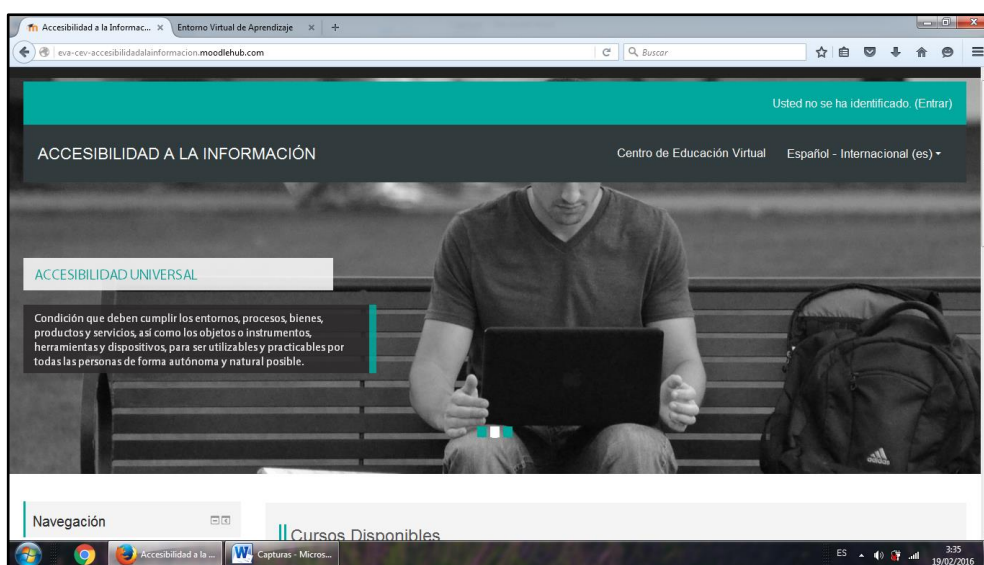 Accesibilidad a la Informac...
Entorno Virtual de Aprendizaje
eva-cev-accesibilidadalainformacion.moodlehub.com
Buscar
Usted no se ha identificado. (Entrar)
ACCESIBILIDAD A LA INFORMACIÓN
Centro de Educación Virtual
Español - Internacional (es)
ACCESIBILIDAD UNIVERSAL
Condición que deben cumplir los entornos, procesos, bienes,
productos y servicios, así como los objetos o instrumentos,
herramientas y dispositivos, para ser utilizables y practicables por
todas las personas de forma autónoma y natural posible.
adidas
Navegación
Cursos Disponibles
Accesibilidad a la ...
Capturas - Micros...
ES
3:35
19/02/2016